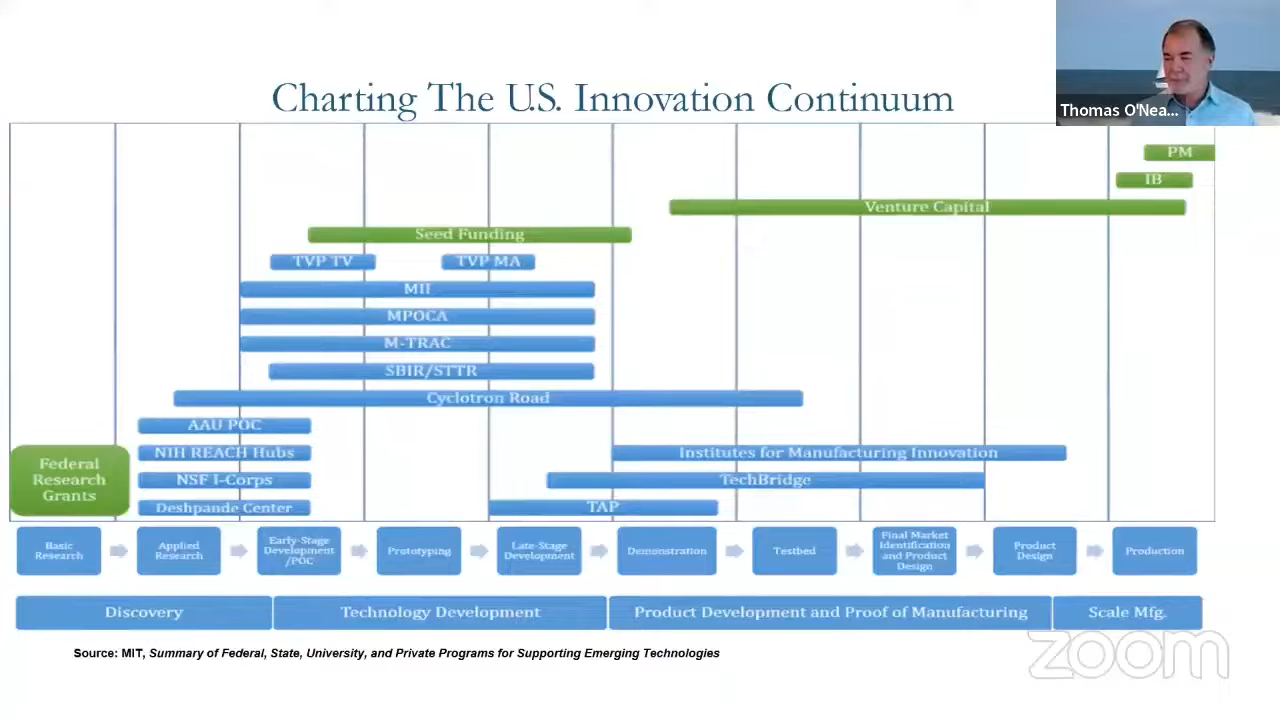 Charting The U.S. Innovation Continuum
Thomas O'Nea...
PM
IB
Venture Capital
Seed Funding
TVP TV
TVP MA
MII
MPOCA
M-TRAC
SBIR/STTR
Cyclotron Road
AAU POC
NIH REACH Hubs
Institutes for Manufacturing Innovation
NSF I-Corps
TechBridge
Deshpande Center
TAP
Federal
Research
Grants
Basic
Research
Applied
Research
Early-Stage
Development
/POC
Prototyping
Late-Stage
Development
Demonstration
Testbed
Final Market
Identification
and Product
Design
Product
Design
Production
Discovery
Technology Development
Product Development and Proof of Manufacturing
Scale Mfg.
Source: MIT, Summary of Federal, State, University, and Private Programs for Supporting Emerging Technologies
zoom